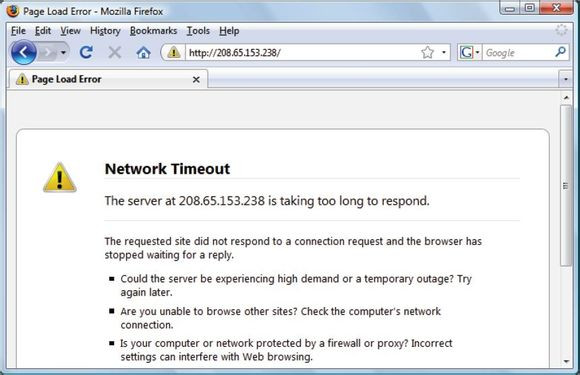 Page Load Error - Mozilla Firefox
File Edit View History Bookmarks Tools Help
http://208.65.153.238/
G Google
Page Load Error
Network Timeout
The server at 208.65.153.238 is taking too long to respond.
The requested site did not respond to a connection request and the browser has
stopped waiting for a reply.
Could the server be experiencing high demand or a temporary outage? Try
again later.
Are you unable to browse other sites? Check the computer's network
connection.
Is your computer or network protected by a firewall or proxy? Incorrect
settings can interfere with Web browsing.